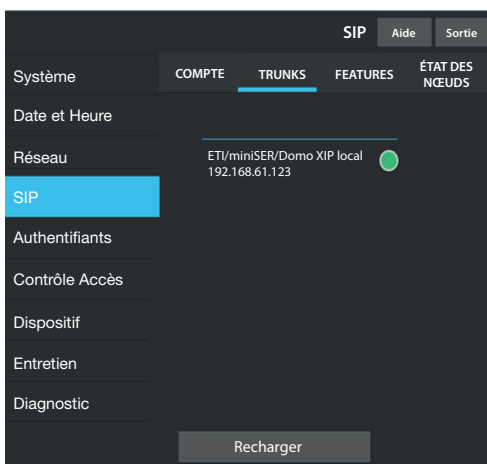 SIP Aide Sortie
COMPTE TRUNKS FEATURES ÉTAT DES NŒUDS
Système
Date et Heure
Réseau
SIP
Authentifiants
Contrôle Accès
Dispositif
Entretien
Diagnostic
ETI/miniSER/Domo XIP local
192.168.61.123
Recharger